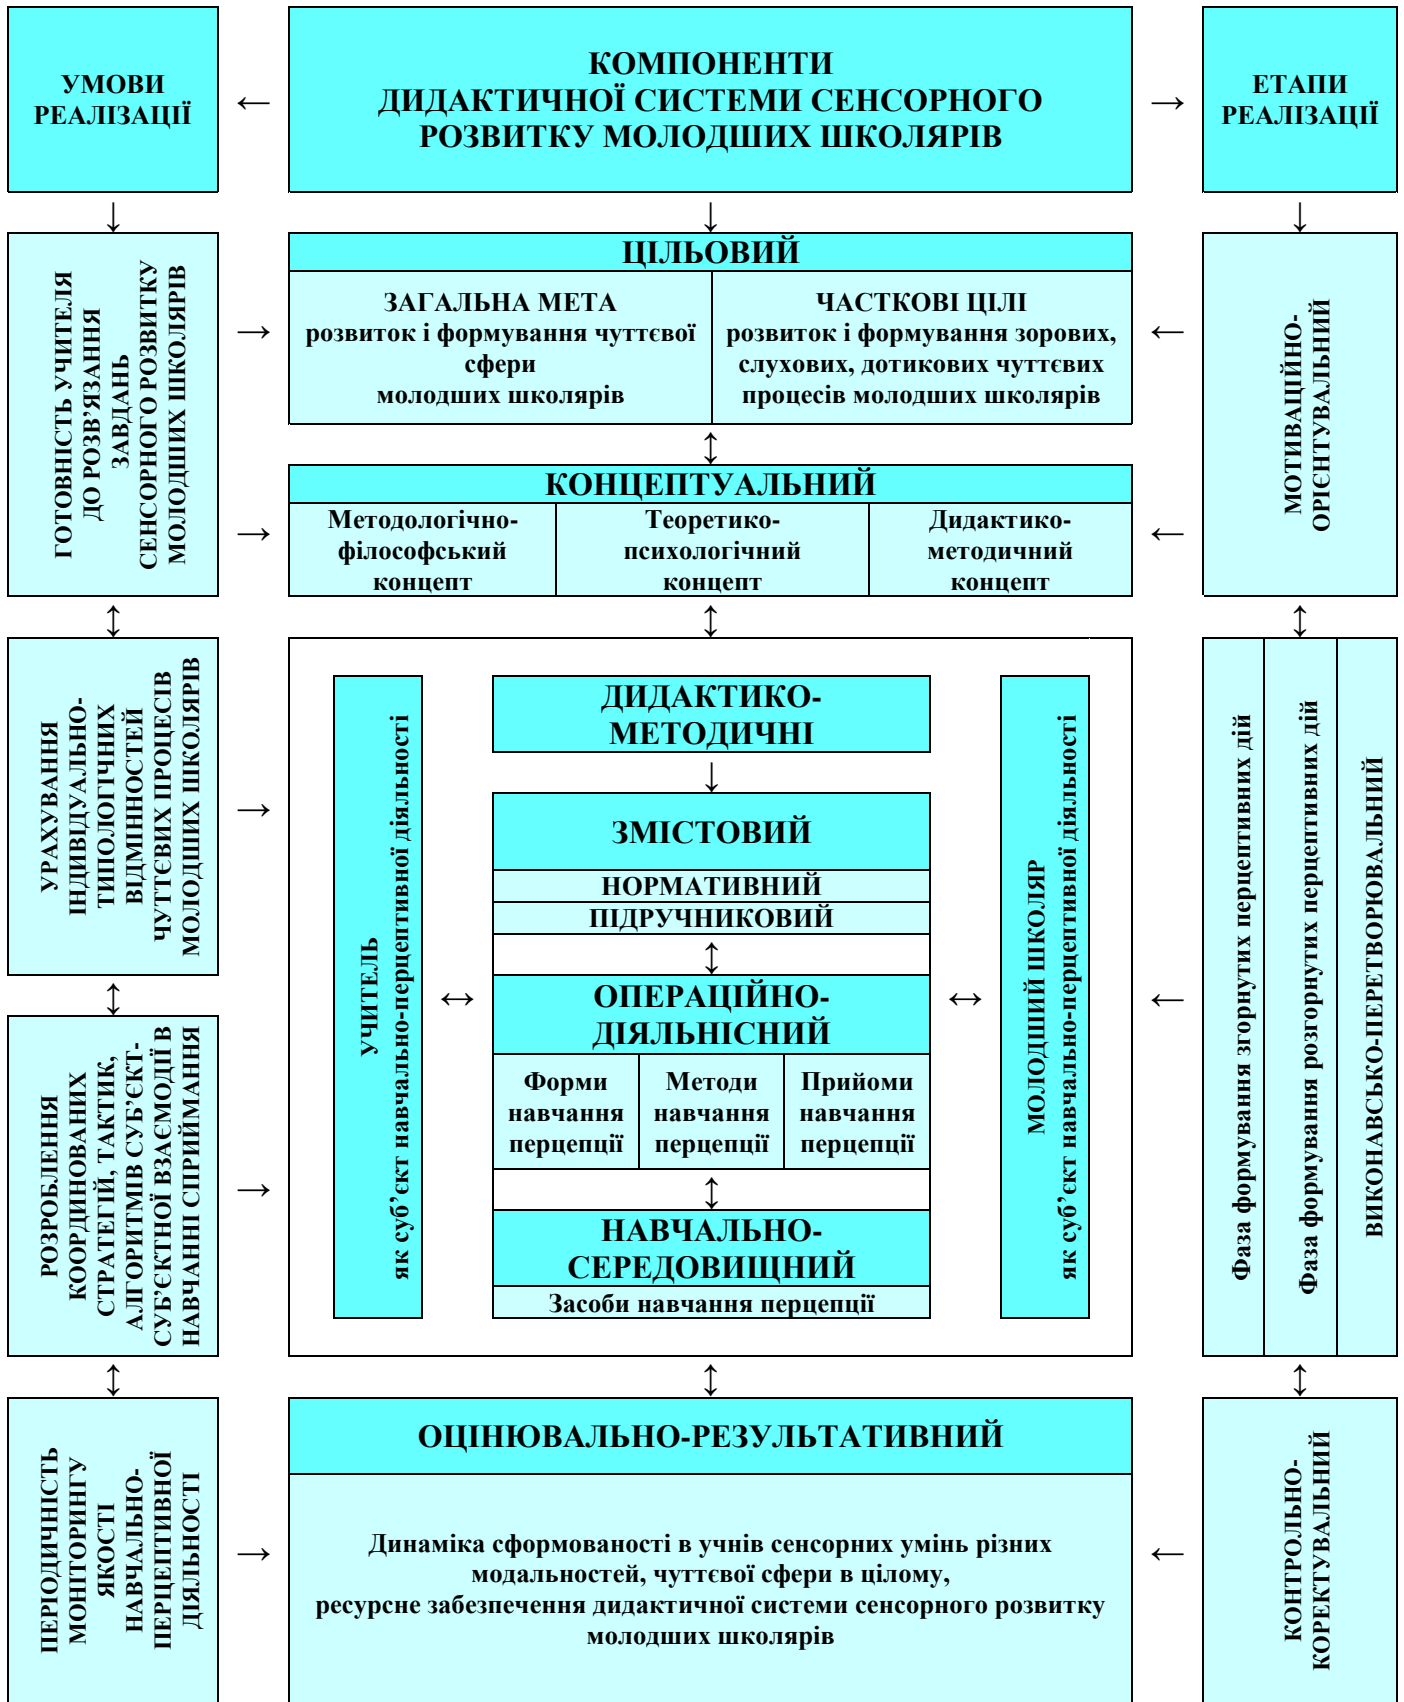 УМОВИ
РЕАЛІЗАЦІЇ
←
КОМПОНЕНТИ
ДИДАКТИЧНОЇ СИСТЕМИ СЕНСОРНОГО
РОЗВИТКУ МОЛОДШИХ ШКОЛЯРІВ
→
ЕТАПИ
РЕАЛІЗАЦІЇ
ГОТОВНІСТЬ УЧИТЕЛЯ
ДО РОЗВ’ЯЗАННЯ
ЗАВДАНЬ
СЕНСОРНОГО РОЗВИТКУ
МОЛОДШИХ ШКОЛЯРІВ
ЦІЛЬОВИЙ
ЗАГАЛЬНА МЕТА
розвиток і формування чуттєвої
сфери
молодших школярів
ЧАСТКОВІ ЦІЛІ
розвиток і формування зорових,
слухових, дотикових чуттєвих
процесів молодших школярів
КОНЦЕПТУАЛЬНИЙ
Методологічно-
філософський
концепт
Теоретико-
психологічний
концепт
Дидактико-
методичний
концепт
МОТИВАЦІЙНО-
ОРІЄНТУВАЛЬНИЙ
УРАХУВАННЯ
ІНДИВІДУАЛЬНО-
ТИПОЛОГІЧНИХ
ВІДМІННОСТЕЙ
ЧУТТЄВИХ ПРОЦЕСІВ
МОЛОДШИХ ШКОЛЯРІВ
РОЗРОБЛЕННЯ
КООРДИНОВАНИХ
СТРАТЕГІЙ, ТАКТИК,
АЛГОРИТМІВ СУБ’ЄКТ-
СУБ’ЄКТНОЇ ВЗАЄМОДІЇ В
НАВЧАННІ СПРИЙМАННЯ
УЧИТЕЛЬ
як суб’єкт навчально-перцептивної діяльності
ДИДАКТИКО-
МЕТОДИЧНІ
ЗМІСТОВИЙ
НОРМАТИВНИЙ
ПІДРУЧНИКОВИЙ
ОПЕРАЦІЙНО-
ДІЯЛЬНІСНИЙ
Форми
навчання
перцепції
Методи
навчання
перцепції
Прийоми
навчання
перцепції
НАВЧАЛЬНО-
СЕРЕДОВИЩНИЙ
Засоби навчання перцепції
МОЛОДШИЙ ШКОЛЯР
як суб’єкт навчально-перцептивної діяльності
Фаза формування згорнутих перцептивних дій
Фаза формування розгорнутих перцептивних дій
ВИКОНАВСЬКО-ПЕРЕТВОРЮВАЛЬНИЙ
ПЕРІОДИЧНІСТЬ
МОНІТОРИНГУ
ЯКОСТІ
НАВЧАЛЬНО-
ПЕРЦЕПТИВНОЇ
ДІЯЛЬНОСТІ
ОЦІНЮВАЛЬНО-РЕЗУЛЬТАТИВНИЙ
Динаміка сформованості в учнів сенсорних умінь різних
модальностей, чуттєвої сфери в цілому,
ресурсне забезпечення дидактичної системи сенсорного розвитку
молодших школярів
КОНТРОЛЬНО-
КОРЕКТУВАЛЬНИЙ